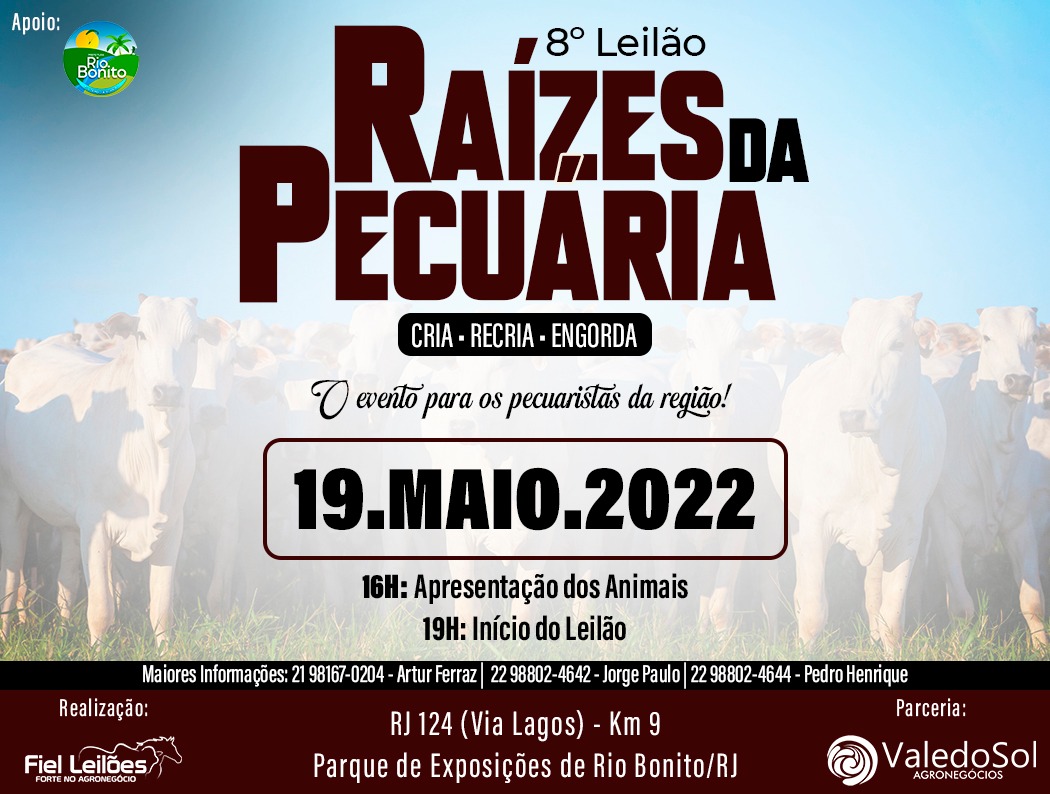 Apoio:
Rio
Bonito
8º Leilão
RAÍZES DA
PECUÁRIA
CRIA • RECRIA • ENGORDA
O evento para os pecuaristas da região!
19.MAIO.2022
16H: Apresentação dos Animais
19H: Início do Leilão
Maiores Informações: 21 98167-0204 - Artur Ferraz | 22 98802-4642 - Jorge Paulo | 22 98802-4644 - Pedro Henrique
Realização:
Fiel Leilões
FORTE NO AGRONEGÓCIO
RJ 124 (Via Lagos) - Km 9
Parque de Exposições de Rio Bonito/RJ
Parceria:
ValedoSol
AGRONEGÓCIOS